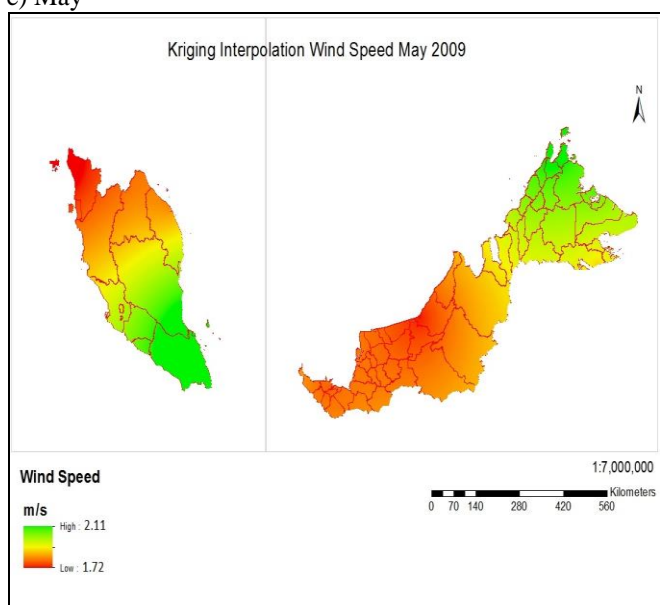 e) May
Kriging Interpolation Wind Speed May 2009
N
1:7,000,000
Kilometers
0 70 140 280 420 560
Wind Speed
m/s
High : 2.11
Low : 1.72